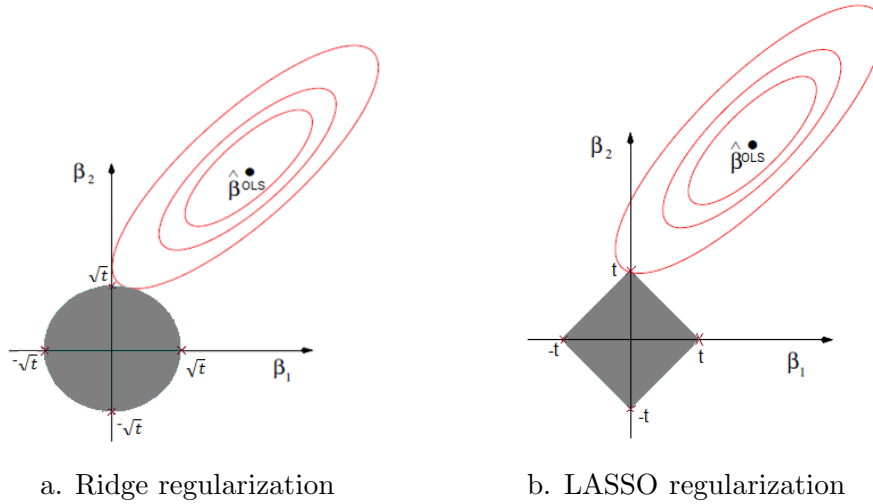 β₂
β̂ᴼᴸˢ
√t
-√t
√t
β₁
-√t
a. Ridge regularization
β₂
β̂ᴼᴸˢ
t
-t
t
β₁
-t
b. LASSO regularization